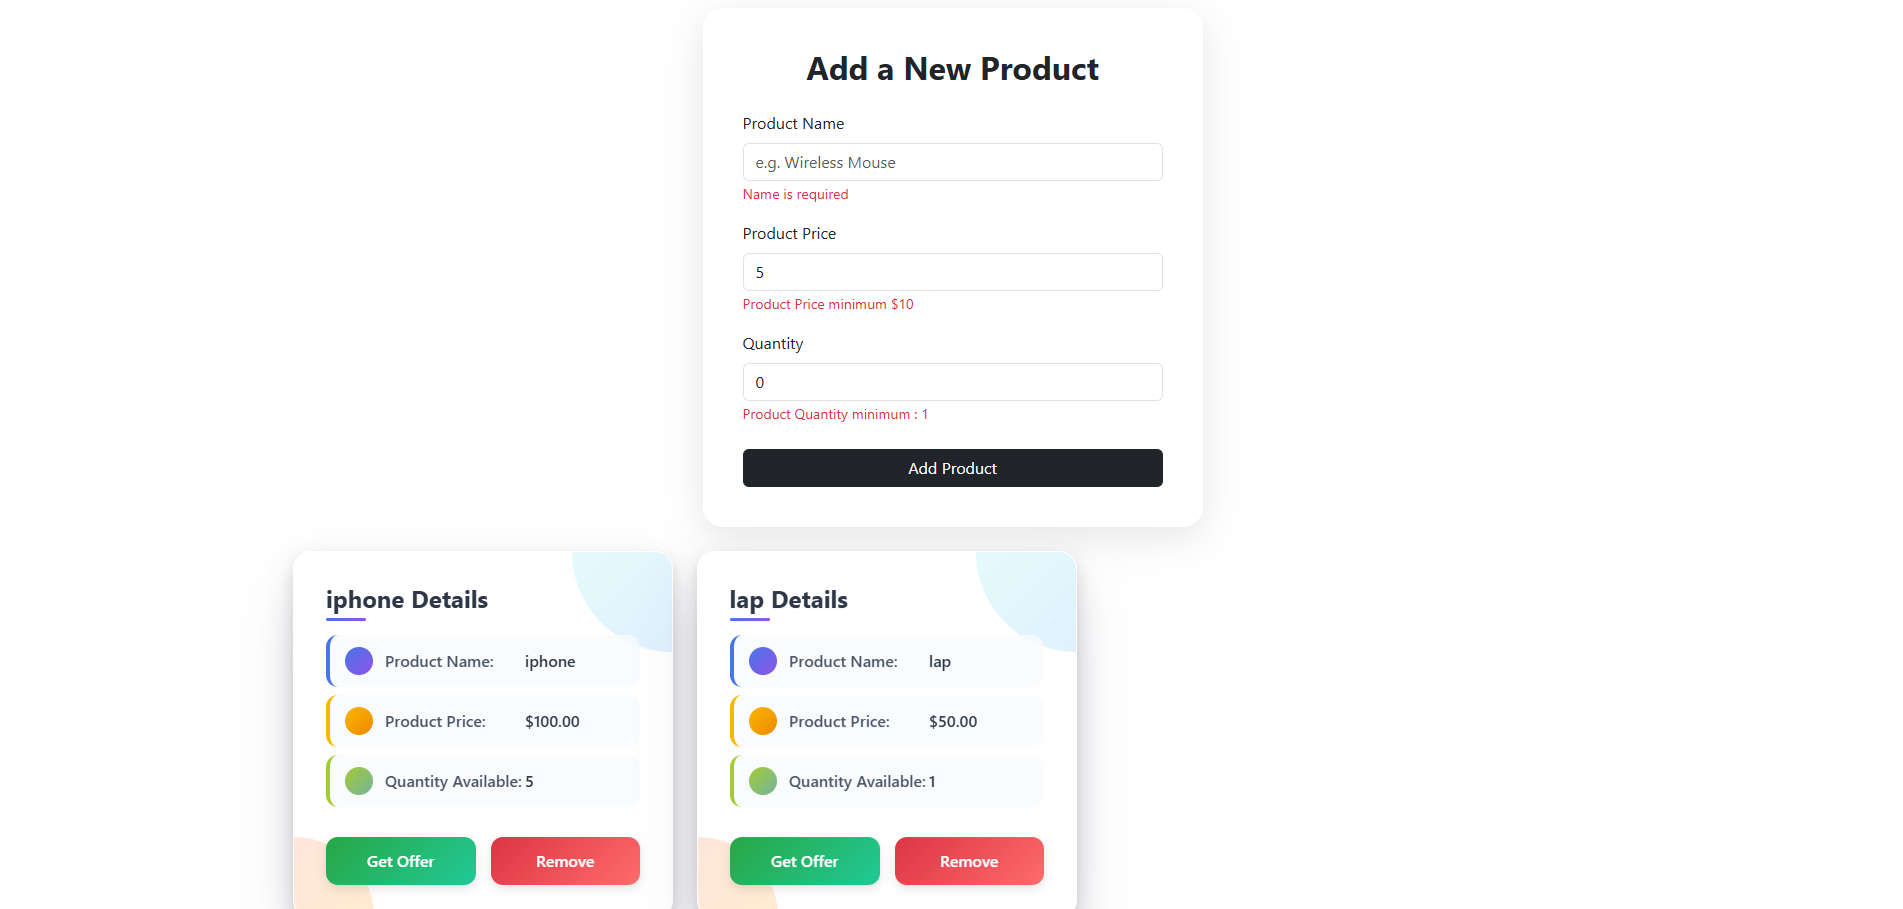 Add a New Product
Product Name
e.g. Wireless Mouse
Name is required
Product Price
5
Product Price minimum $10
Quantity
0
Product Quantity minimum : 1
Add Product
iphone Details
Product Name: iphone
Product Price: $100.00
Quantity Available: 5
Get Offer Remove
lap Details
Product Name: lap
Product Price: $50.00
Quantity Available: 1
Get Offer Remove